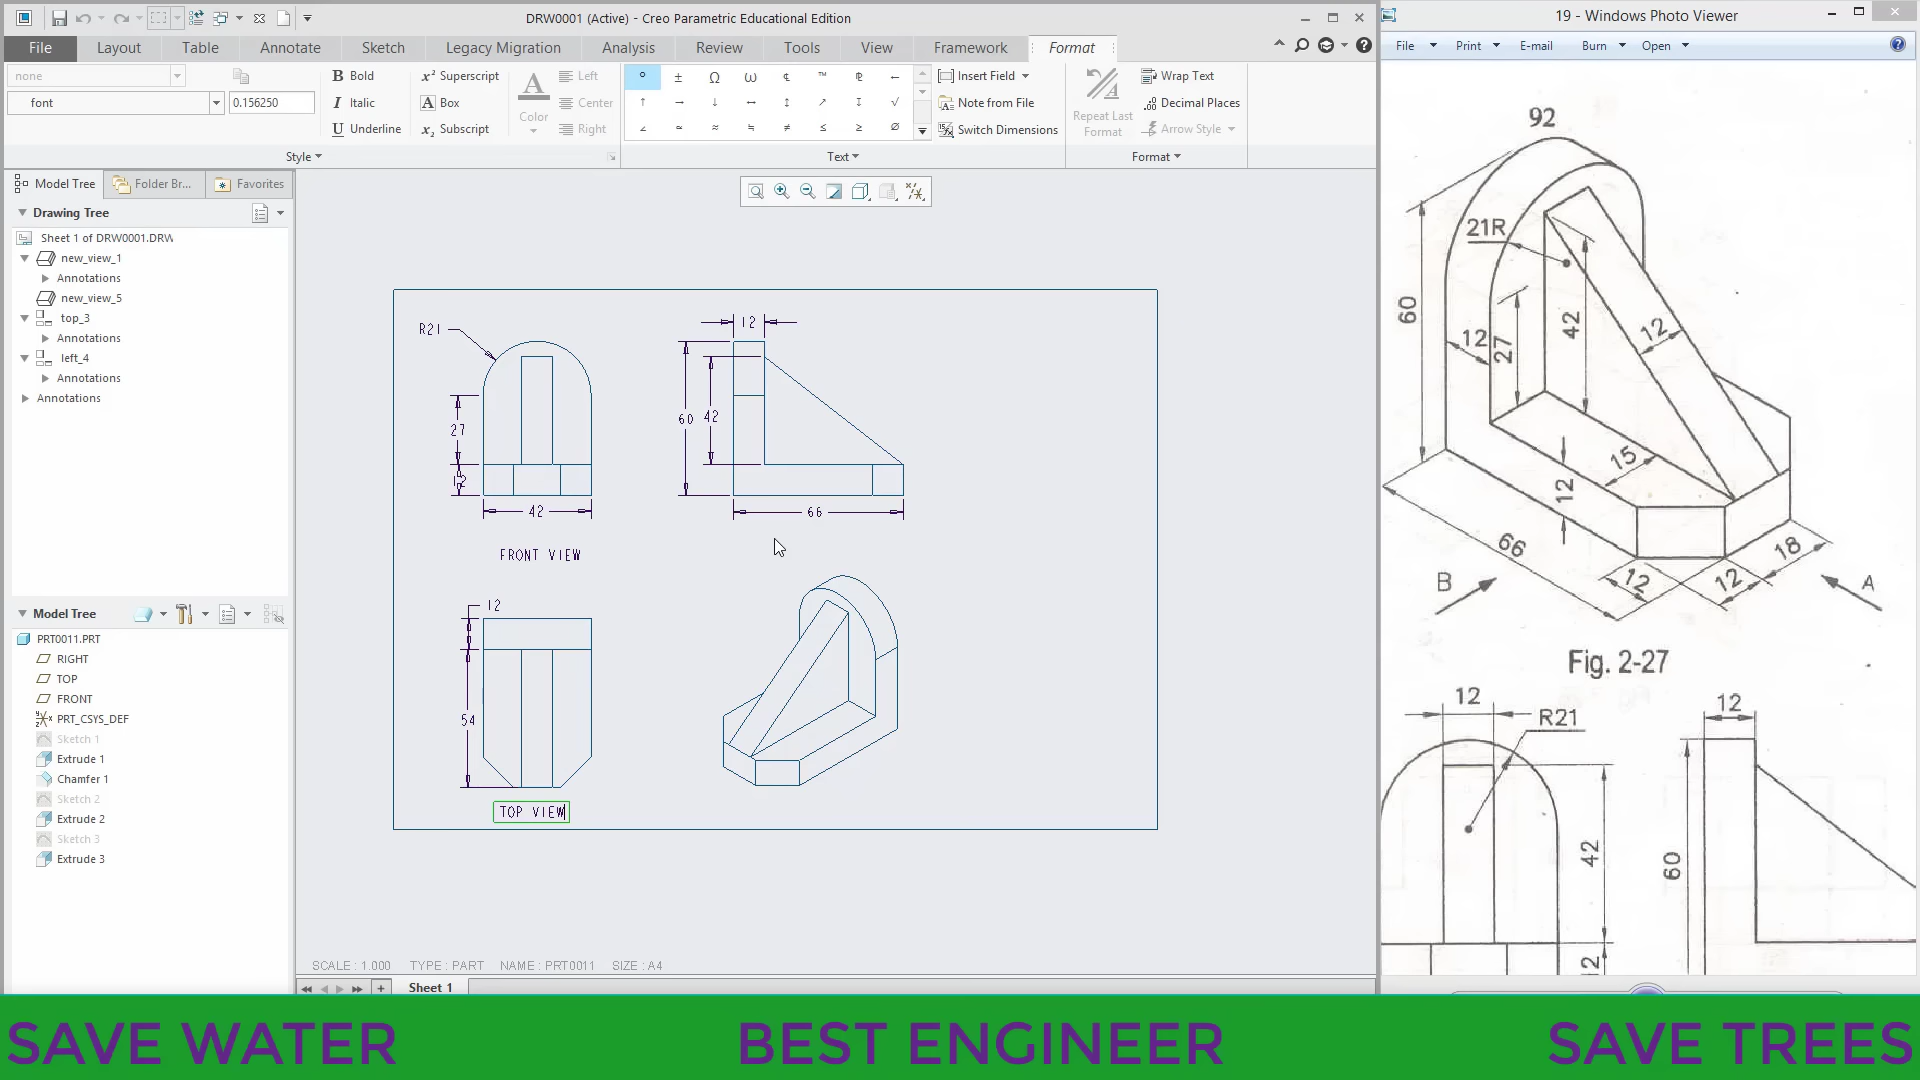 DRW0001 (Active) - Creo Parametric Educational Edition
File Layout Table Annotate Sketch Legacy Migration Analysis Review Tools View Framework Format
none
font
0.156250
Bold
Italic
Underline
Superscript
Box
Subscript
Color
Left
Center
Right
Style
° ± Ω ω ℄ ™ ⅊ ←
↑ → ↓ ↔ ↕ ↗ ↧ √
∠ ≃ ≈ ≒ ≠ ≤ ≥ ∅
Text
Insert Field
Note from File
Switch Dimensions
Repeat Last Format
Wrap Text
Decimal Places
Arrow Style
Format
Model Tree
Folder Br...
Favorites
Drawing Tree
Sheet 1 of DRW0001.DRW
new_view_1
Annotations
new_view_5
top_3
Annotations
left_4
Annotations
Annotations
Model Tree
PRT0011.PRT
RIGHT
TOP
FRONT
PRT_CSYS_DEF
Sketch 1
Extrude 1
Chamfer 1
Sketch 2
Extrude 2
Sketch 3
Extrude 3
R21
27
12
42
FRONT VIEW
12
60
42
66
12
54
TOP VIEW
SCALE : 1.000 TYPE : PART NAME : PRT0011 SIZE : A4
Sheet 1
19 - Windows Photo Viewer
File Print E-mail Burn Open
92
21R
60
12
27
42
12
15
12
66
12
12
18
B
A
Fig. 2-27
12
R21
42
12
12
60
SAVE WATER
BEST ENGINEER
SAVE TREES